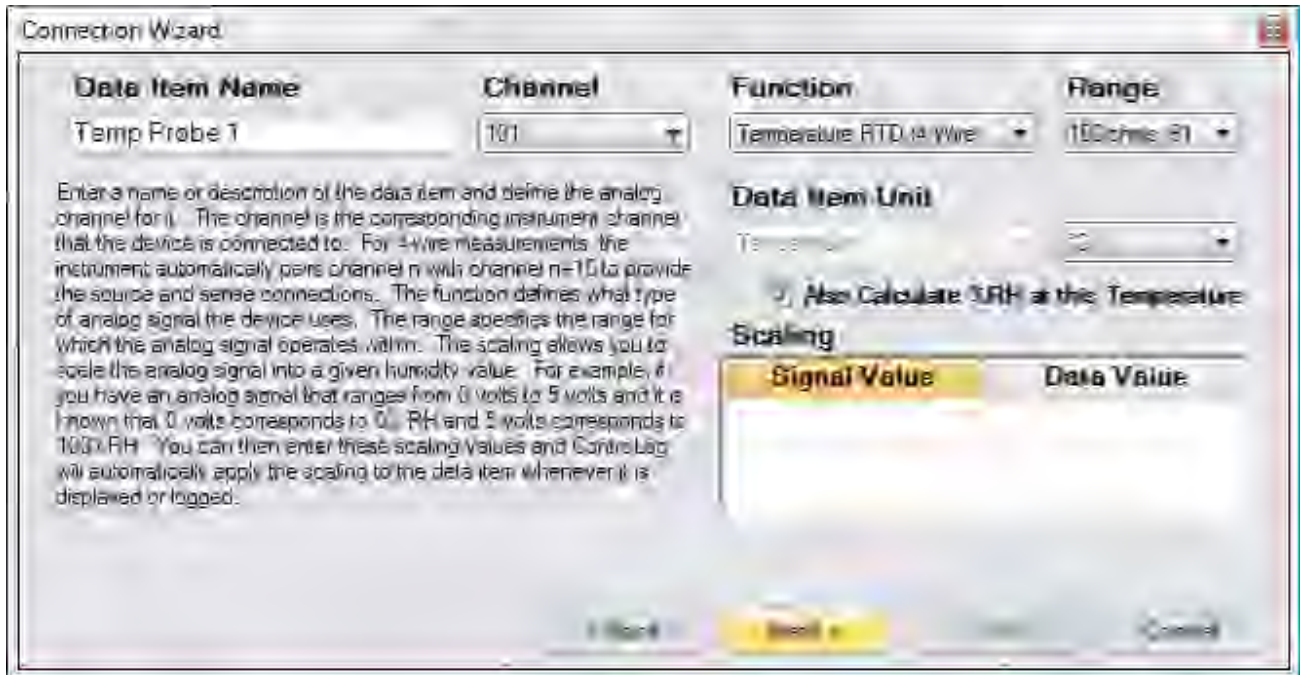 Connection Wizard
Data Item Name Channel Function Range
Temp Probe 1 101 Temperature RTD (4 Wire 100ohms
Enter a name or description of the data item and define the analog
channel for it. The channel is the corresponding instrument channel
that the device is connected to. For 4-wire measurements, the
instrument automatically pairs channel n with channel n+10 to provide
the source and sense connections. The function defines what type
of analog signal the device uses. The range specifies the range for
which the analog signal operates within. The scaling allows you to
scale the analog signal into a given humidity value. For example, if
you have an analog signal that ranges from 0 volts to 5 volts and it is
known that 0 volts corresponds to 0% RH and 5 volts corresponds to
100% RH. You can then enter these scaling values and ControLog
will automatically apply the scaling to the data item whenever it is
displayed or logged.
Data Item Unit
Temperature
Also Calculate %RH at this Temperature
Scaling
Signal Value Data Value
< Back Next > Cancel